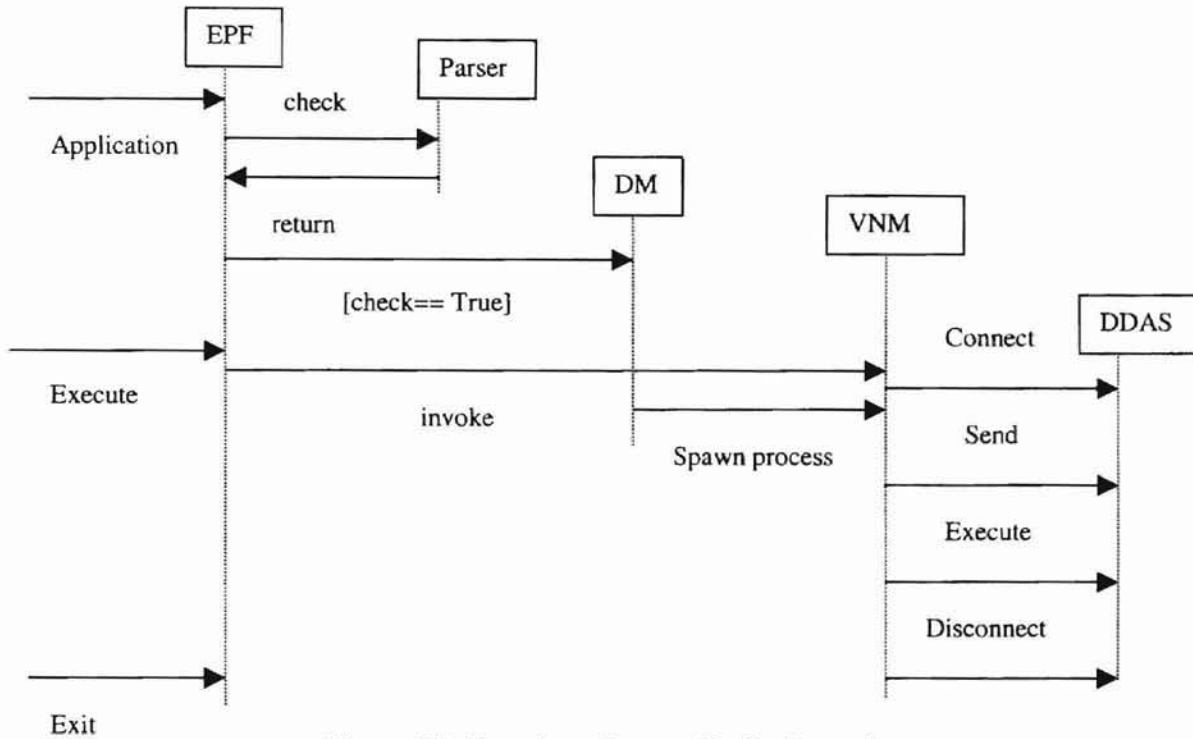 EPF
Parser
check
Application
DM
return
VNM
[check== True]
DDAS
Connect
Execute
invoke
Send
Spawn process
Execute
Disconnect
Exit